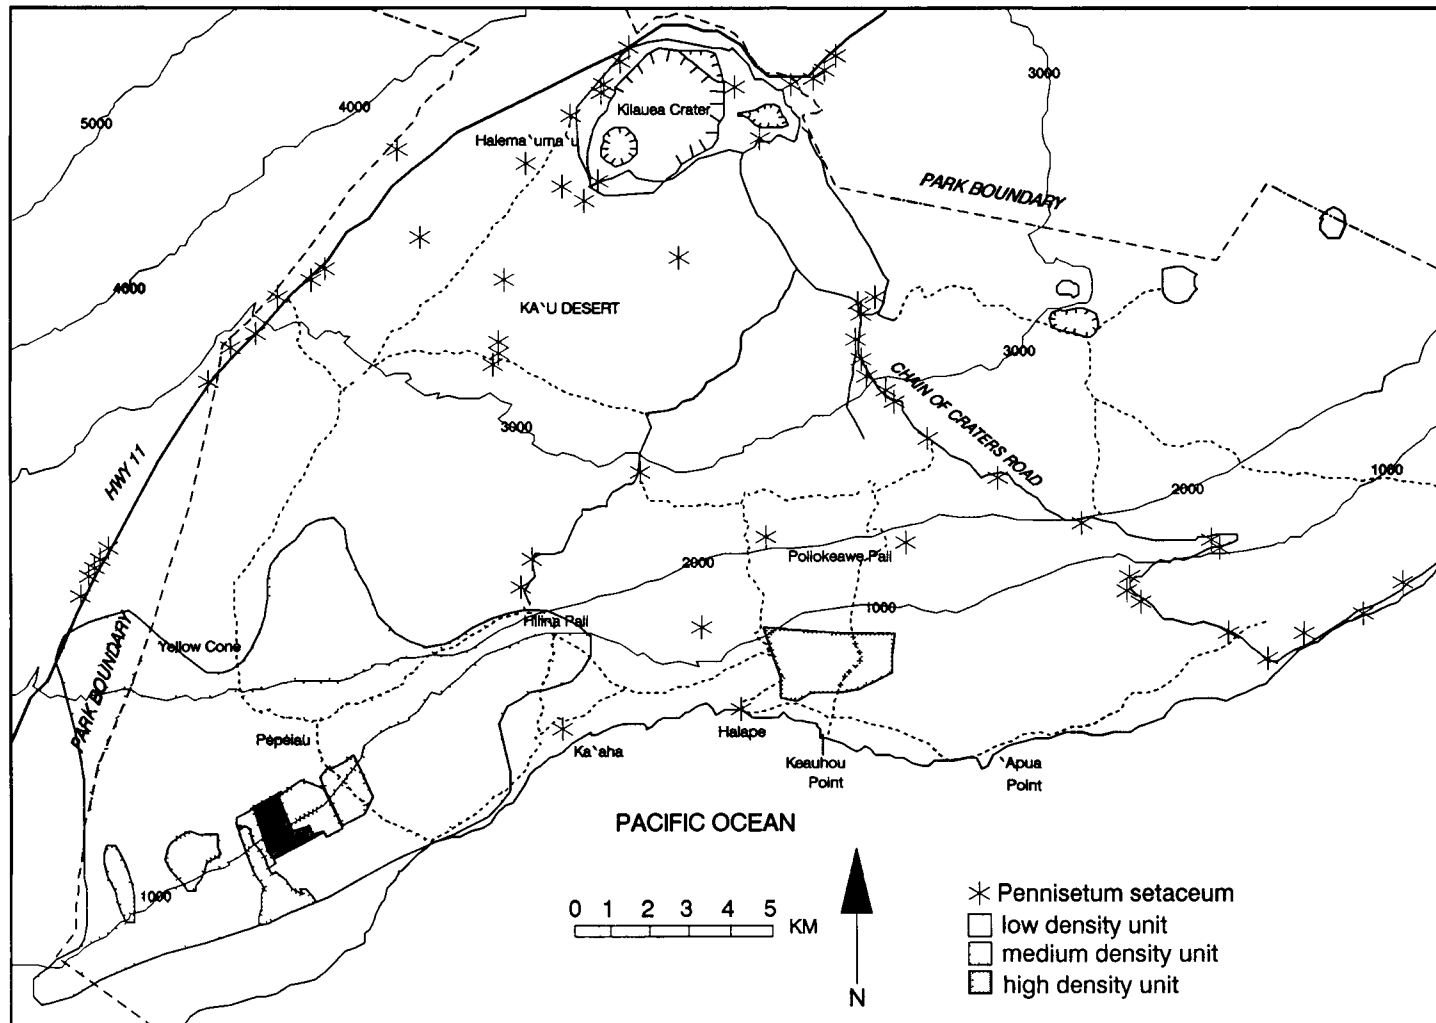 3000
4000
5000
Kilauea Crater
Halema`uma`u
PARK BOUNDARY
4000
KA`U DESERT
3000
CHAIN OF CRATERS ROAD
3000
HWY 11
1000
2000
2000
Poliokeawe Pali
1000
Hilina Pali
Yellow Cone
PARK BOUNDARY
Halape
Pepeiau
Ka`aha
Keauhou
Point
`Apua
Point
PACIFIC OCEAN
1000
0 1 2 3 4 5
KM
N
Pennisetum setaceum
low density unit
medium density unit
high density unit